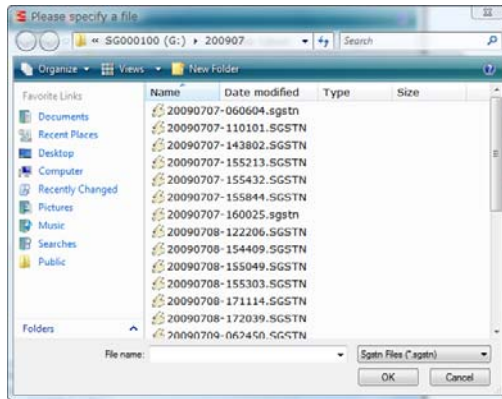 Please specify a file
« SG000100 (G:) ▸ 200907
Search
Organize
Views
New Folder
Favorite Links
Documents
Recent Places
Desktop
Computer
Recently Changed
Pictures
Music
Searches
Public
Folders
Name Date modified Type Size
20090707-060604.sgstn
20090707-110101.SGSTN
20090707-143802.SGSTN
20090707-155213.SGSTN
20090707-155432.SGSTN
20090707-155844.SGSTN
20090707-160025.sgstn
20090708-122206.SGSTN
20090708-154409.SGSTN
20090708-155049.SGSTN
20090708-155303.SGSTN
20090708-171114.SGSTN
20090708-172039.SGSTN
20090709-062450.SGSTN
File name:
Sgstn Files (*.sgstn)
OK Cancel